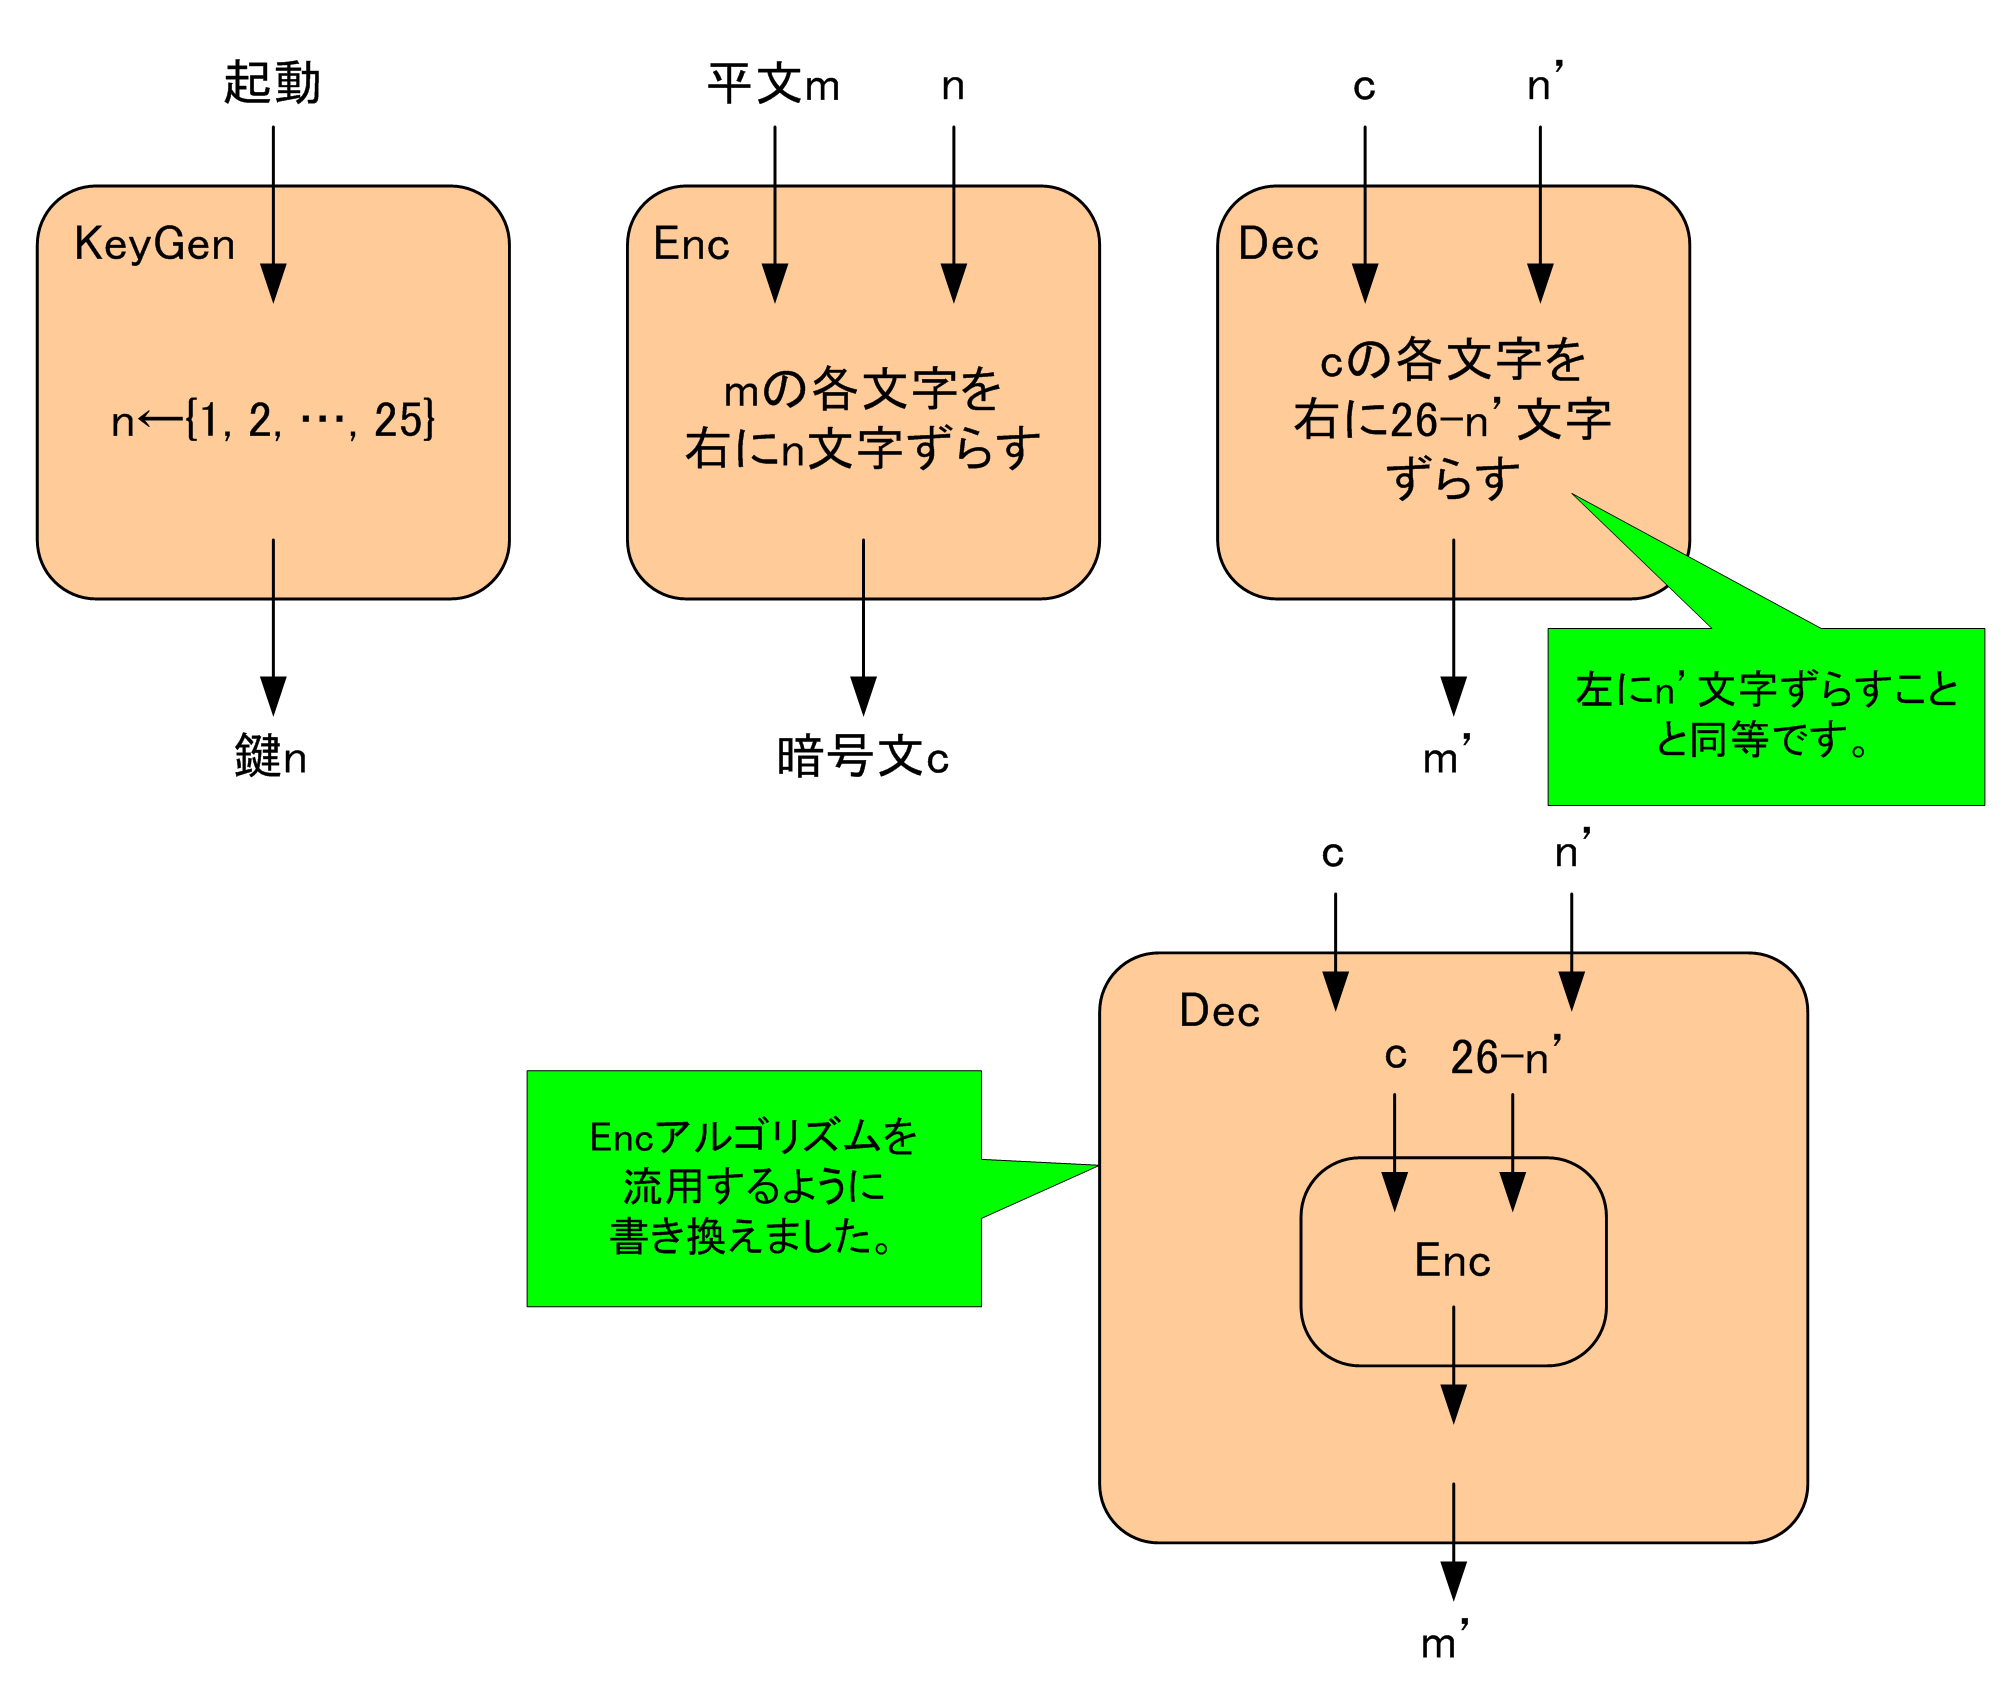 起動
KeyGen
n←{1, 2, …, 25}
鍵n
平文m
n
Enc
mの各文字を
右にn文字ずらす
暗号文c
c
n’
Dec
cの各文字を
右に26-n’文字
ずらす
m’
左にn’文字ずらすこと
と同等です。
c
n’
Dec
c
26-n’
Enc
m’
Encアルゴリズムを
流用するように
書き換えました。